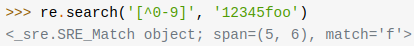 >>> re.search('[^0-9]', '12345foo')
<_sre.SRE_Match object; span=(5, 6), match='f'>